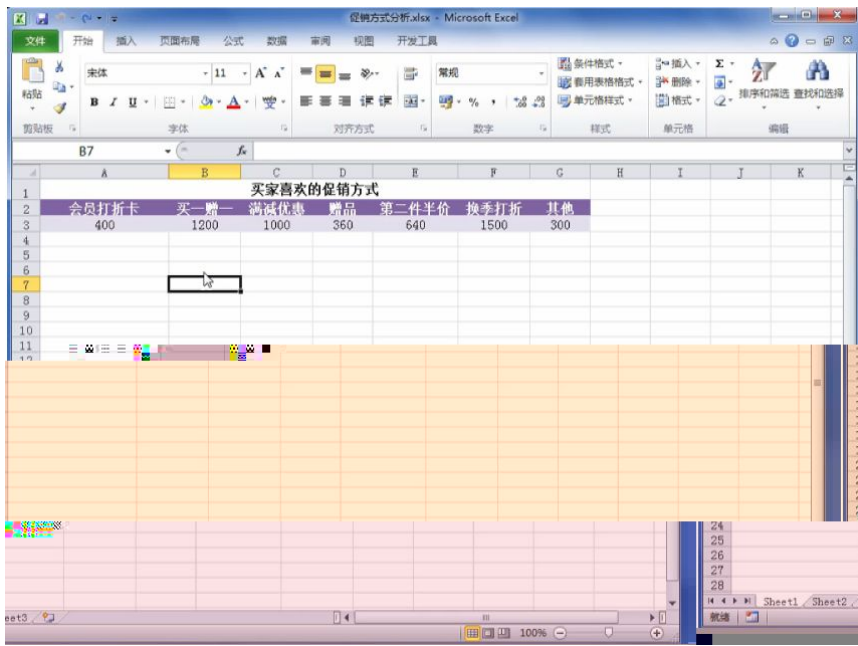 促销方式分析.xlsx - Microsoft Excel
文件 开始 插入 页面布局 公式 数据 审阅 视图 开发工具
粘贴 宋体 11 A A 常规 条件格式 套用表格格式 单元格样式 插入 删除 格式 Σ 排序和筛选 查找和选择
B I U A %
剪贴板 字体 对齐方式 数字 样式 单元格 编辑
B7 fx
A B C D E F G H I J K
1 买家喜欢的促销方式
2 会员打折卡 买一赠一 满减优惠 赠品 第二件半价 换季打折 其他
3 400 1200 1000 360 640 1500 300
4
5
6
7
8
9
10
11
24
25
26
27
28
eet3 Sheet1 Sheet2
就绪
100%